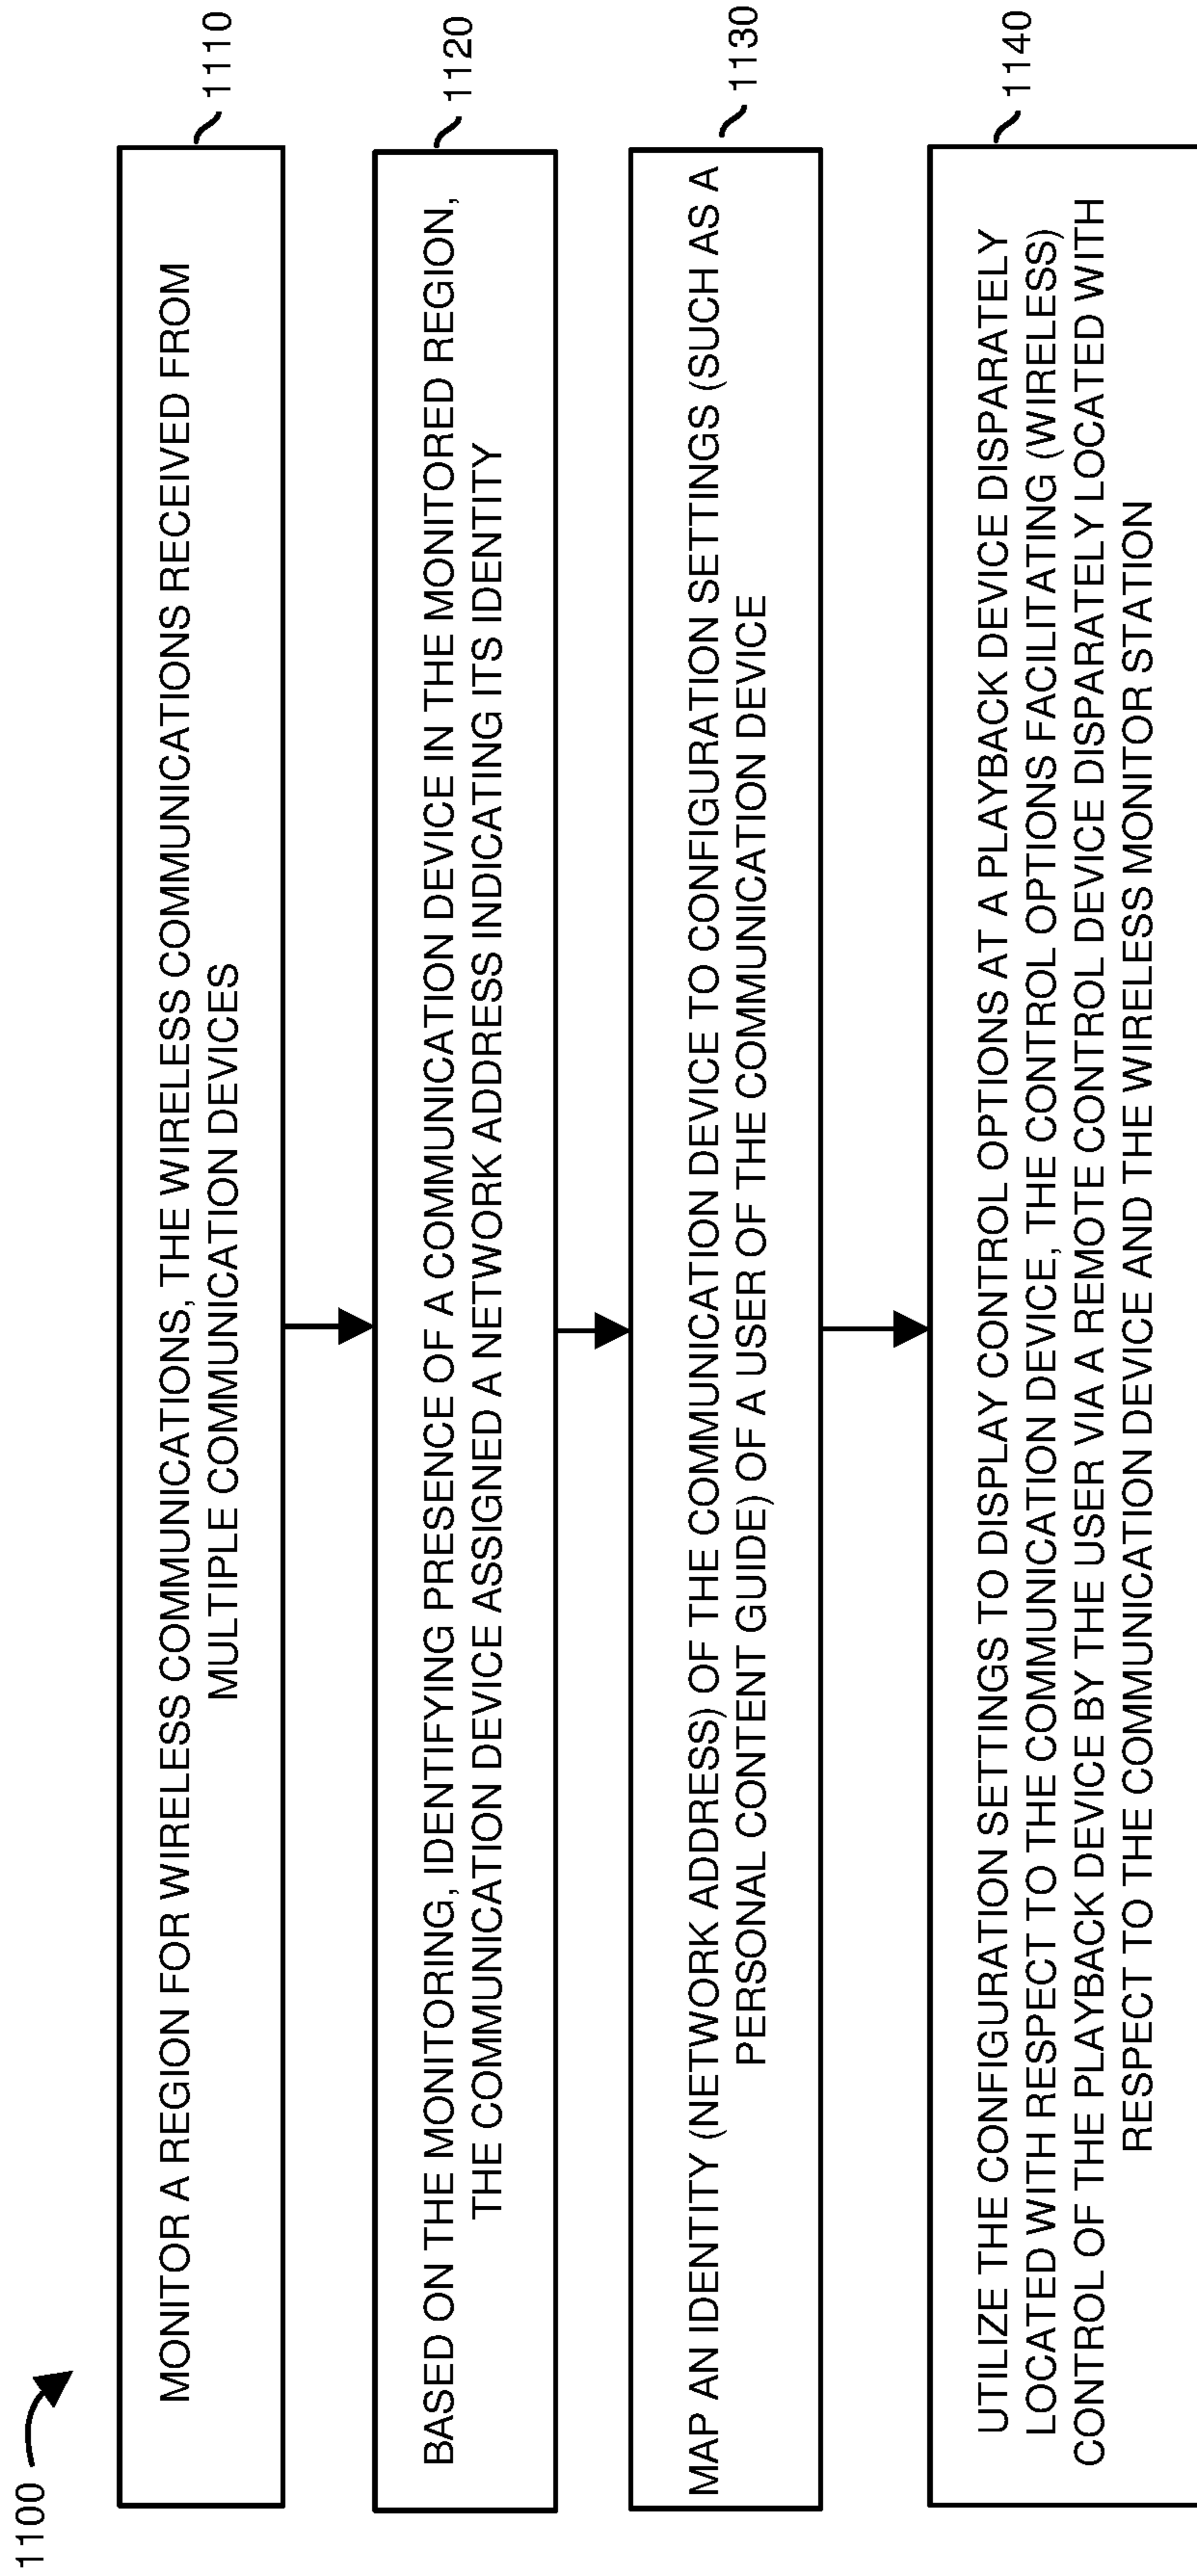 1100
MONITOR A REGION FOR WIRELESS COMMUNICATIONS, THE WIRELESS COMMUNICATIONS RECEIVED FROM
MULTIPLE COMMUNICATION DEVICES
1110
BASED ON THE MONITORING, IDENTIFYING PRESENCE OF A COMMUNICATION DEVICE IN THE MONITORED REGION,
THE COMMUNICATION DEVICE ASSIGNED A NETWORK ADDRESS INDICATING ITS IDENTITY
1120
MAP AN IDENTITY (NETWORK ADDRESS) OF THE COMMUNICATION DEVICE TO CONFIGURATION SETTINGS (SUCH AS A
PERSONAL CONTENT GUIDE) OF A USER OF THE COMMUNICATION DEVICE
1130
UTILIZE THE CONFIGURATION SETTINGS TO DISPLAY CONTROL OPTIONS AT A PLAYBACK DEVICE DISPARATELY
LOCATED WITH RESPECT TO THE COMMUNICATION DEVICE, THE CONTROL OPTIONS FACILITATING (WIRELESS)
CONTROL OF THE PLAYBACK DEVICE BY THE USER VIA A REMOTE CONTROL DEVICE DISPARATELY LOCATED WITH
RESPECT TO THE COMMUNICATION DEVICE AND THE WIRELESS MONITOR STATION
1140